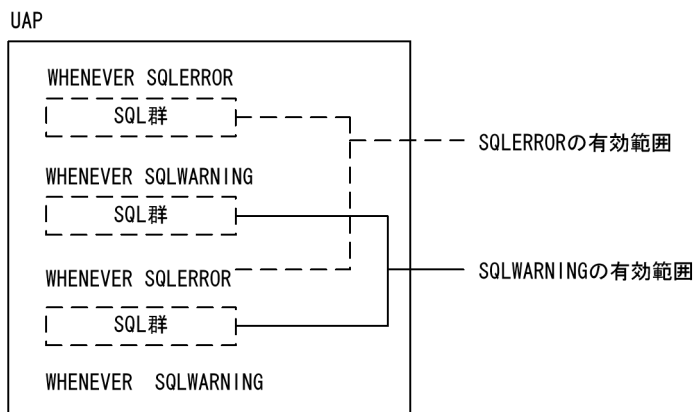 UAP
WHENEVER SQLERROR
SQL群
SQLERRORの有効範囲
WHENEVER SQLWARNING
SQL群
WHENEVER SQLERROR
SQLWARNINGの有効範囲
SQL群
WHENEVER SQLWARNING